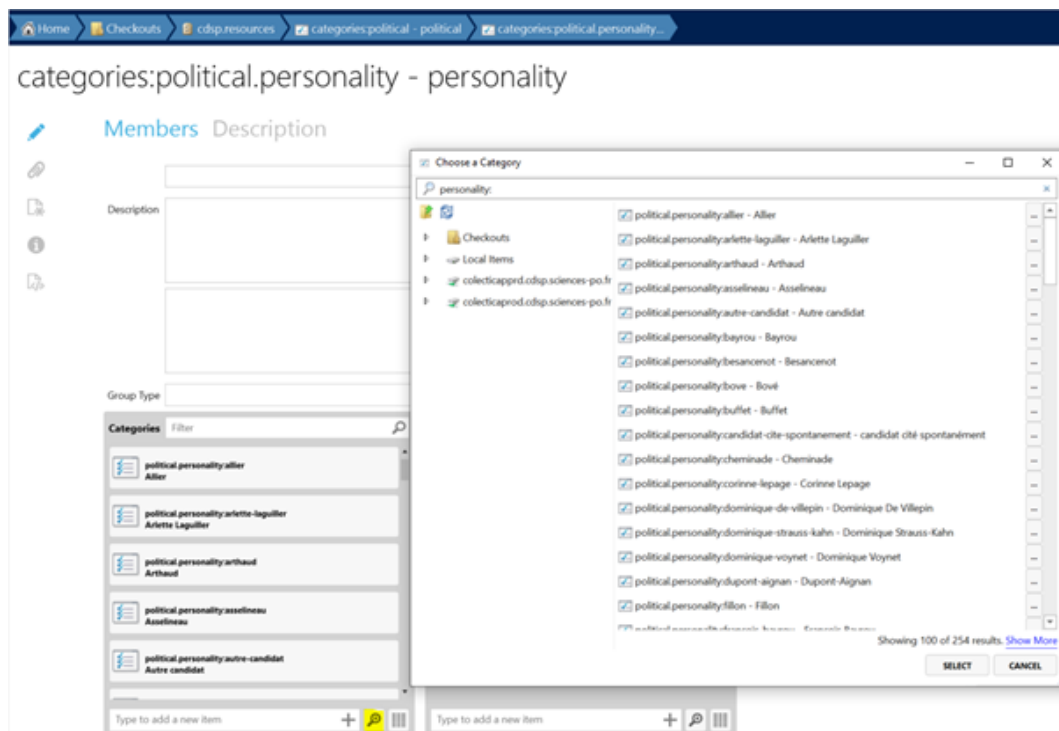 Home
Checkouts
cdsp.resources
categories:political - political
categories:political.personality...
categories:political.personality - personality
Members Description
Description
Group Type
Categories Filter
political.personality:allier
Allier
political.personality:arlette-laguiller
Arlette Laguiller
political.personality:arthaud
Arthaud
political.personality:asselineau
Asselineau
political.personality:autre-candidat
Autre candidat
Type to add a new item
Type to add a new item
Choose a Category
personality:
Checkouts
Local Items
colecticapprd.cdsp.sciences-po.fr
colecticaprod.cdsp.sciences-po.fr
political.personality:allier - Allier
political.personality:arlette-laguiller - Arlette Laguiller
political.personality:arthaud - Arthaud
political.personality:asselineau - Asselineau
political.personality:autre-candidat - Autre candidat
political.personality:bayrou - Bayrou
political.personality:besancenot - Besancenot
political.personality:bove - Bové
political.personality:buffet - Buffet
political.personality:candidat-cite-spontanement - candidat cité spontanément
political.personality:cheminade - Cheminade
political.personality:corinne-lepage - Corinne Lepage
political.personality:dominique-de-villepin - Dominique De Villepin
political.personality:dominique-strauss-kahn - Dominique Strauss-Kahn
political.personality:dominique-voynet - Dominique Voynet
political.personality:dupont-aignan - Dupont-Aignan
political.personality:fillon - Fillon
political.personality:francois-bayrou - François Bayrou
Showing 100 of 254 results. Show More
SELECT CANCEL